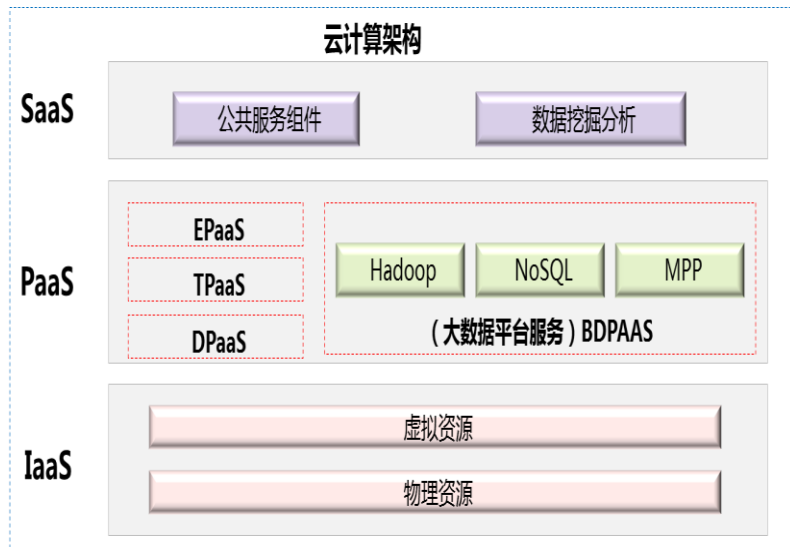 云计算架构
SaaS
公共服务组件
数据挖掘分析
PaaS
EPaaS
TPaaS
DPaaS
Hadoop
NoSQL
MPP
（大数据平台服务）BDPAAS
IaaS
虚拟资源
物理资源